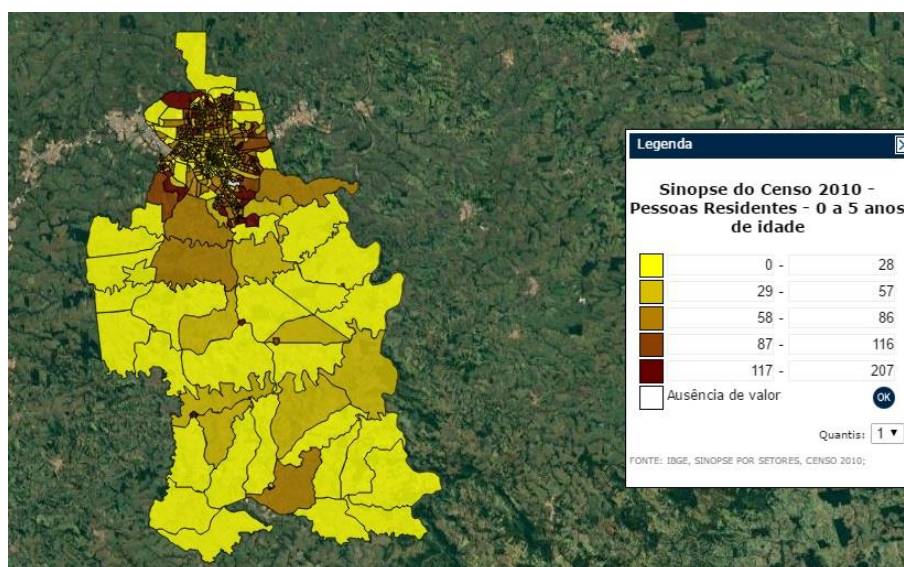 Legenda
Sinopse do Censo 2010 -
Pessoas Residentes - 0 a 5 anos
de idade
0 - 28
29 - 57
58 - 86
87 - 116
117 - 207
Ausência de valor OK
Quantis: 1 ▼
FONTE: IBGE, SINOPSE POR SETORES, CENSO 2010;